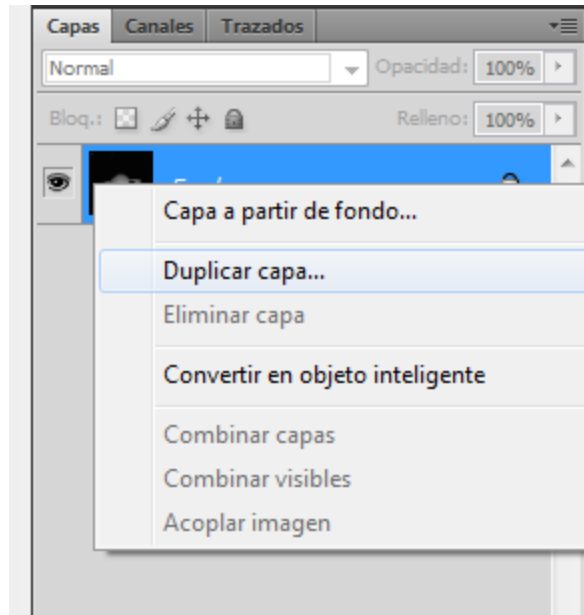 Capas Canales Trazados
Normal Opacidad: 100%
Bloq.: Relleno: 100%
Capa a partir de fondo...
Duplicar capa...
Eliminar capa
Convertir en objeto inteligente
Combinar capas
Combinar visibles
Acoplar imagen